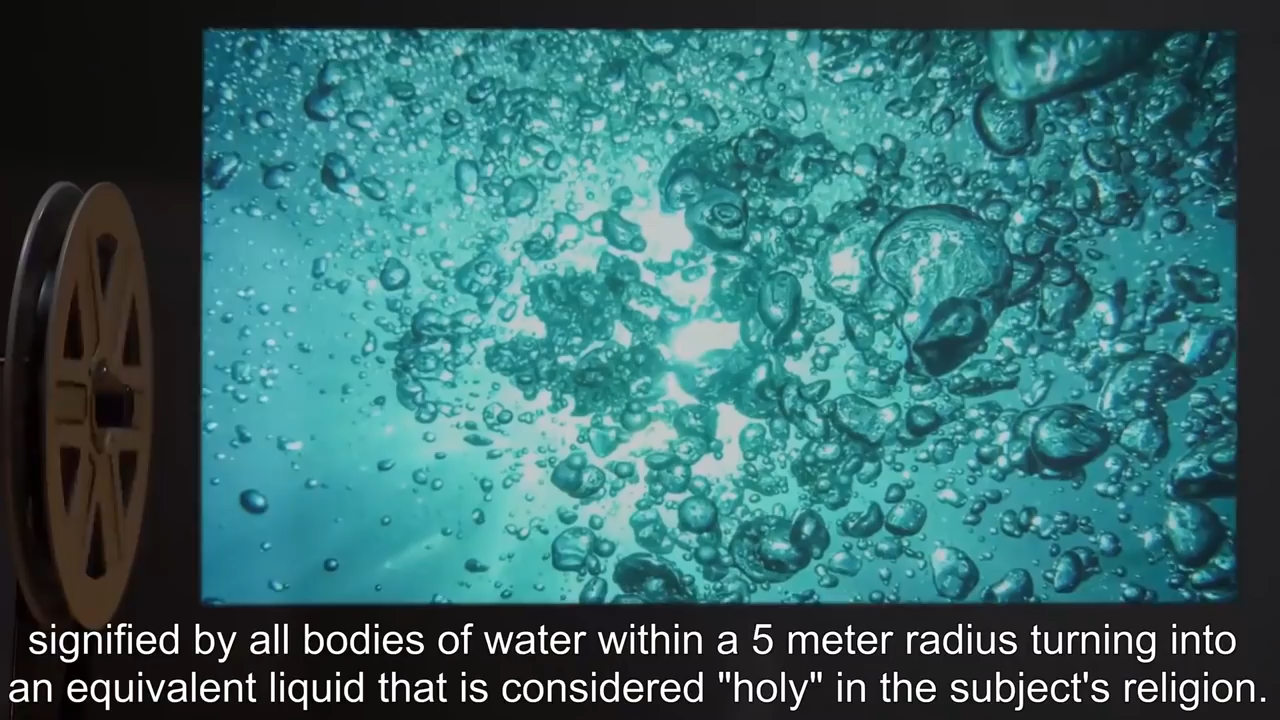 signified by all bodies of water within a 5 meter radius turning into
an equivalent liquid that is considered "holy" in the subject's religion.